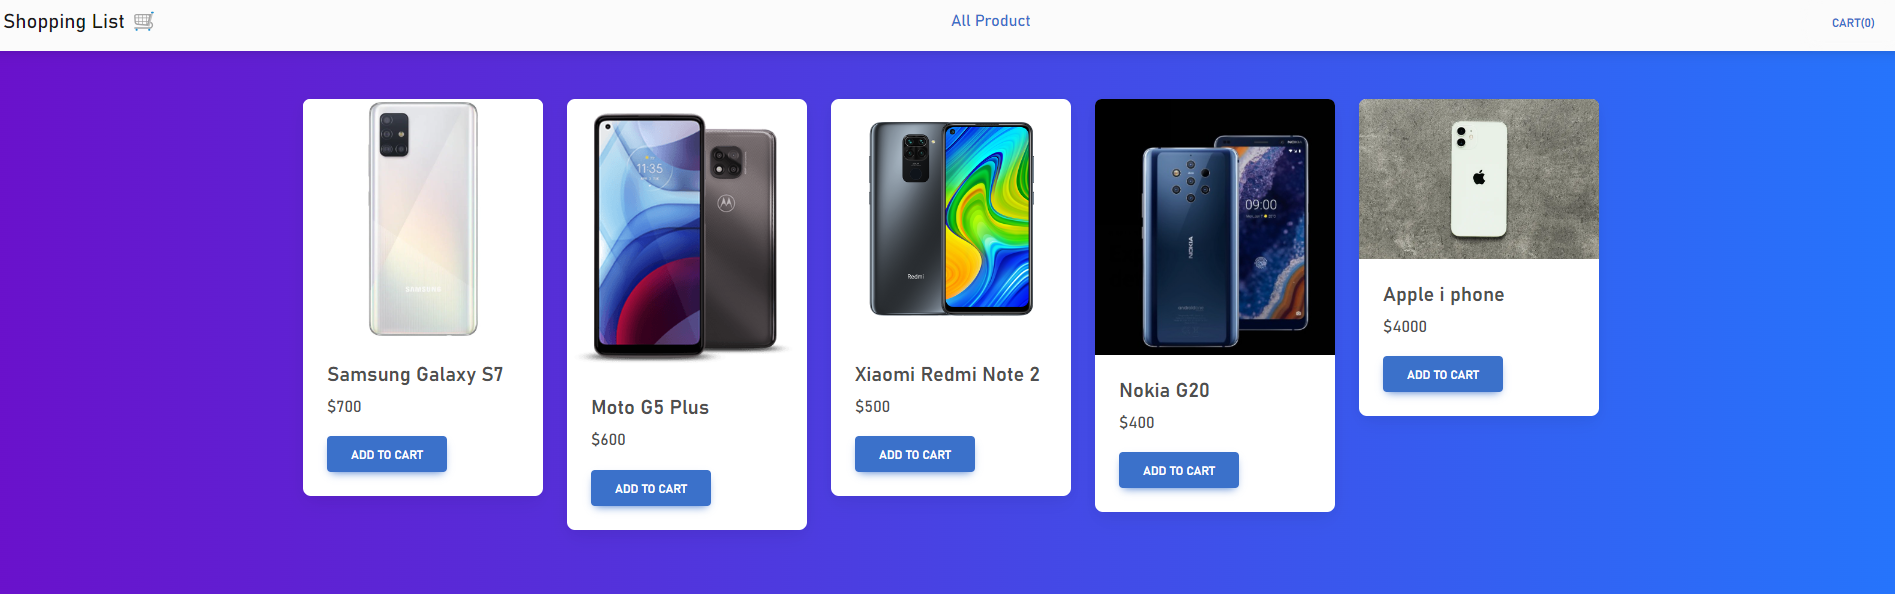 Shopping List 🛒
All Product
CART(0)
SAMSUNG
Samsung Galaxy S7
$700
ADD TO CART
11:35
Moto G5 Plus
$600
ADD TO CART
Redmi
Xiaomi Redmi Note 2
$500
ADD TO CART
NOKIA
09:00
NOKIA
Nokia G20
$400
ADD TO CART
Apple i phone
$4000
ADD TO CART